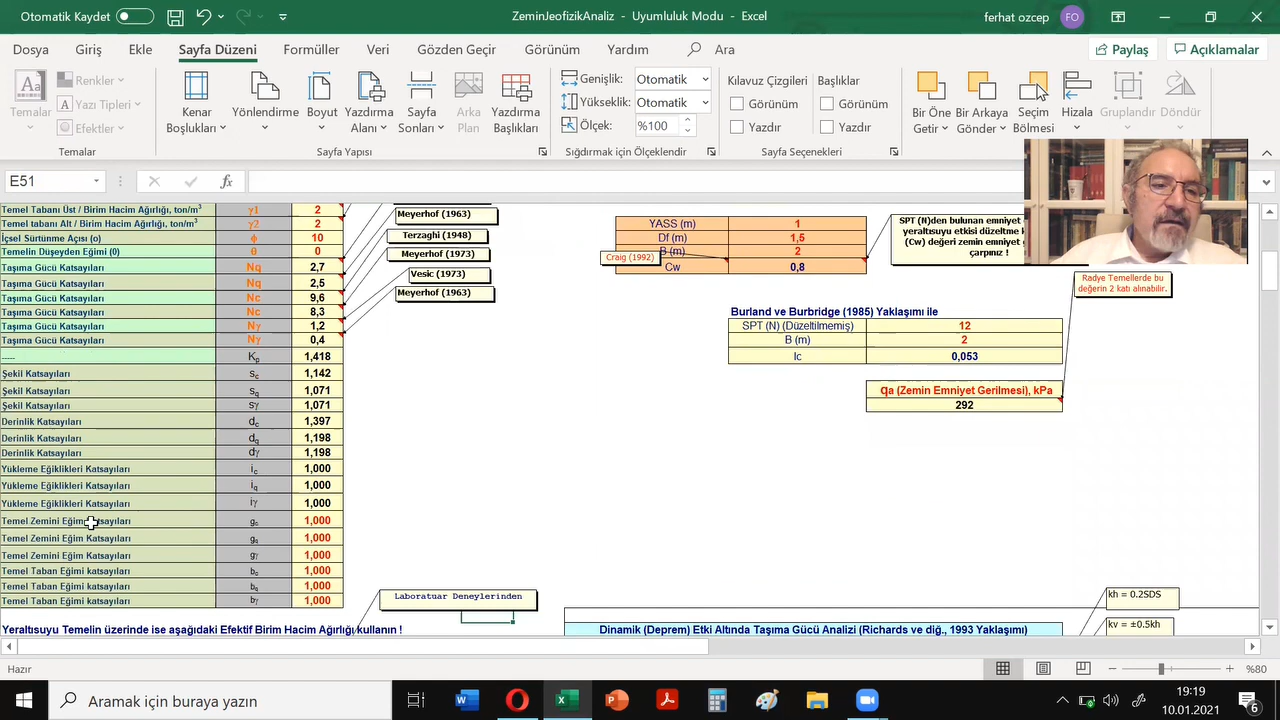 Otomatik Kaydet
ZeminJeofizikAnaliz - Uyumluluk Modu - Excel
ferhat ozcep
FO
Dosya Giriş Ekle Sayfa Düzeni Formüller Veri Gözden Geçir Görünüm Yardım Ara
Paylaş Açıklamalar
Temalar
Renkler
Yazı Tipleri
Efektler
Temalar
Kenar Boşlukları
Yönlendirme
Boyut
Yazdırma Alanı
Sayfa Sonları
Arka Plan
Yazdırma Başlıkları
Sayfa Yapısı
Genişlik: Otomatik
Yükseklik: Otomatik
Ölçek: %100
Sığdırmak için Ölçeklendir
Kılavuz Çizgileri
Görünüm
Yazdır
Başlıklar
Görünüm
Yazdır
Sayfa Seçenekleri
Bir Öne Getir
Bir Arkaya Gönder
Seçim Bölmesi
Hizala
Gruplandır
Döndür
E51
fx
Temel Tabanı Üst / Birim Hacim Ağırlığı, ton/m³ γ1 2
Temel tabanı Alt / Birim Hacim Ağırlığı, ton/m³ γ2 2
İçsel Sürtünme Açısı (o) ϕ 10
Temelin Düşeyden Eğimi (θ) θ 0
Taşıma Gücü Katsayıları Nq 2,7
Taşıma Gücü Katsayıları Nq 2,5
Taşıma Gücü Katsayıları Nc 9,6
Taşıma Gücü Katsayıları Nc 8,3
Taşıma Gücü Katsayıları Nγ 1,2
Taşıma Gücü Katsayıları Nγ 0,4
----- Kp 1,418
Şekil Katsayıları sc 1,142
Şekil Katsayıları sq 1,071
Şekil Katsayıları sγ 1,071
Derinlik Katsayıları dc 1,397
Derinlik Katsayıları dq 1,198
Derinlik Katsayıları dγ 1,198
Yükleme Eğiklikleri Katsayıları ic 1,000
Yükleme Eğiklikleri Katsayıları iq 1,000
Yükleme Eğiklikleri Katsayıları iγ 1,000
Temel Zemini Eğim Katsayıları gc 1,000
Temel Zemini Eğim Katsayıları gq 1,000
Temel Zemini Eğim Katsayıları gγ 1,000
Temel Taban Eğimi katsayıları bc 1,000
Temel Taban Eğimi Katsayıları bq 1,000
Temel Taban Eğimi katsayıları bγ 1,000
Yeraltısuyu Temelin üzerinde ise aşağıdaki Efektif Birim Hacim Ağırlığı kullanın !
Meyerhof (1963)
Terzaghi (1948)
Meyerhof (1973)
Vesic (1973)
Meyerhof (1963)
Laboratuar Deneylerinden
YASS (m) 1
Df (m) 1,5
B (m) 2
Cw 0,8
Craig (1992)
SPT (N)den bulunan emniyet
yeraltısuyu etkisi düzeltme
(Cw) değeri zemin emniyet
çarpınız !
Radye Temellerde bu
değerin 2 katı alınabilir.
Burland ve Burbridge (1985) Yaklaşımı ile
SPT (N) (Düzeltilmemiş) 12
B (m) 2
Ic 0,053
qa (Zemin Emniyet Gerilmesi), kPa
292
kh = 0.2SDS
kv = ±0.5kh
Dinamik (Deprem) Etki Altında Taşıma Gücü Analizi (Richards ve diğ., 1993 Yaklaşımı)
Hazır
%80
Aramak için buraya yazın
19:19
10.01.2021
6